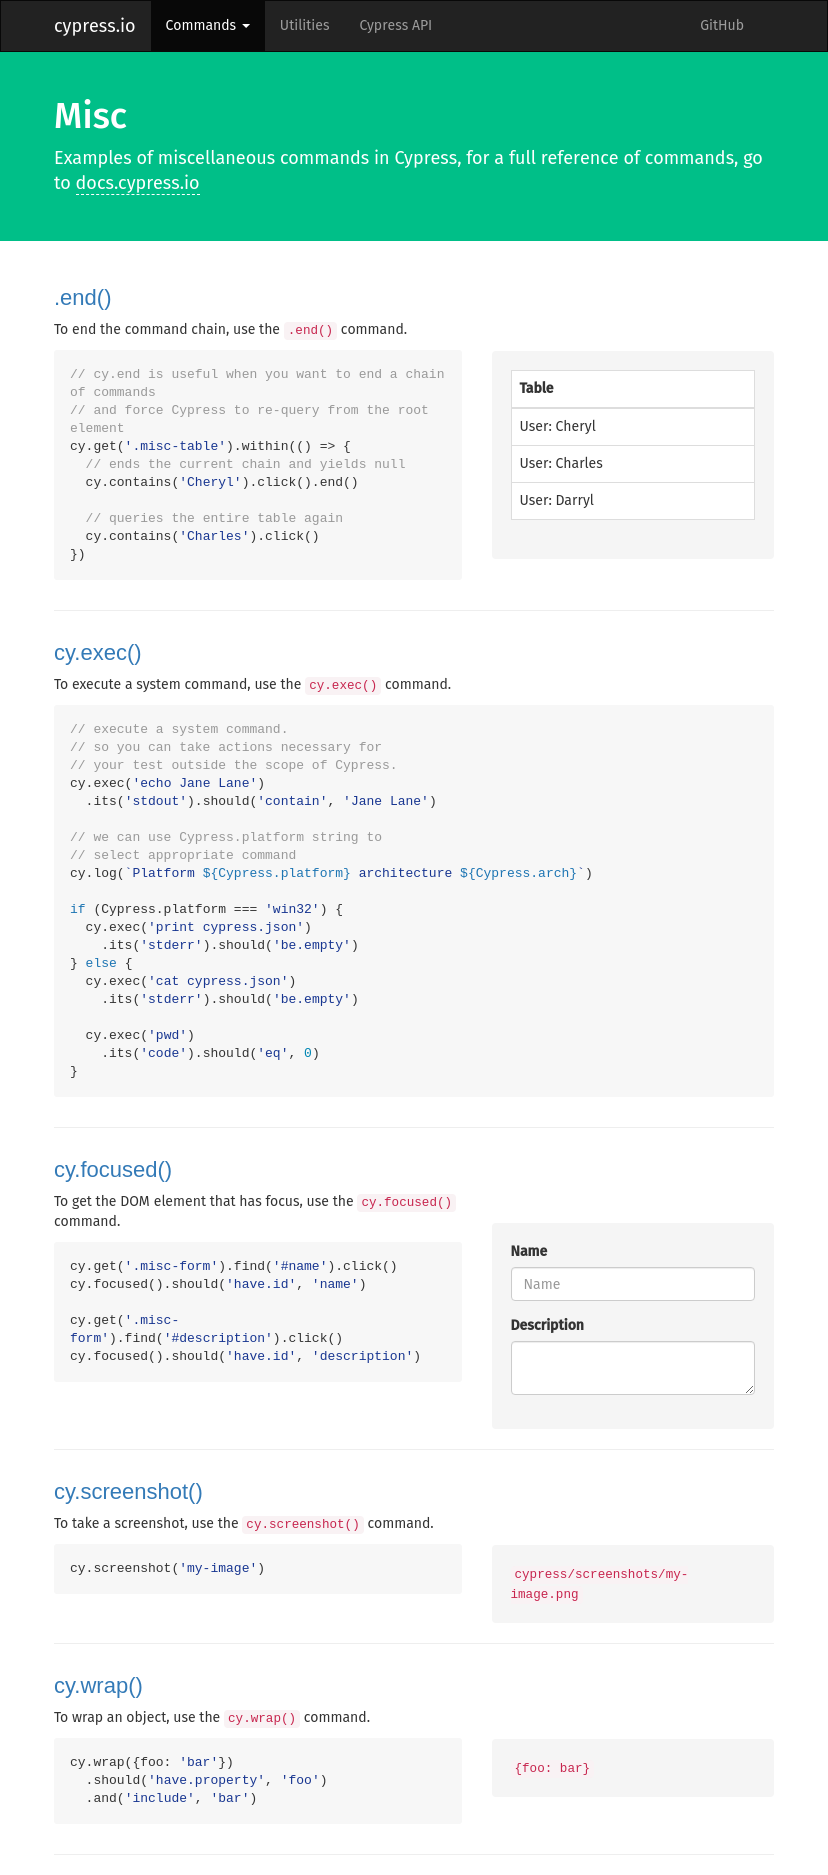 cypress.io Commands Utilities Cypress API GitHub
Misc
Examples of miscellaneous commands in Cypress, for a full reference of commands, go
to docs.cypress.io
.end()
To end the command chain, use the .end() command.
// cy.end is useful when you want to end a chain
of commands
// and force Cypress to re-query from the root
element
cy.get('.misc-table').within(() => {
  // ends the current chain and yields null
  cy.contains('Cheryl').click().end()
  // queries the entire table again
  cy.contains('Charles').click()
})
Table
User: Cheryl
User: Charles
User: Darryl
cy.exec()
To execute a system command, use the cy.exec() command.
// execute a system command.
// so you can take actions necessary for
// your test outside the scope of Cypress.
cy.exec('echo Jane Lane')
  .its('stdout').should('contain', 'Jane Lane')
// we can use Cypress.platform string to
// select appropriate command
cy.log(`Platform ${Cypress.platform} architecture ${Cypress.arch}`)
if (Cypress.platform === 'win32') {
  cy.exec('print cypress.json')
    .its('stderr').should('be.empty')
} else {
  cy.exec('cat cypress.json')
    .its('stderr').should('be.empty')
  cy.exec('pwd')
    .its('code').should('eq', 0)
}
cy.focused()
To get the DOM element that has focus, use the cy.focused()
command.
cy.get('.misc-form').find('#name').click()
cy.focused().should('have.id', 'name')
cy.get('.misc-
form').find('#description').click()
cy.focused().should('have.id', 'description')
Name
Name
Description
cy.screenshot()
To take a screenshot, use the cy.screenshot() command.
cy.screenshot('my-image')
cypress/screenshots/my-
image.png
cy.wrap()
To wrap an object, use the cy.wrap() command.
cy.wrap({foo: 'bar'})
  .should('have.property', 'foo')
  .and('include', 'bar')
{foo: bar}